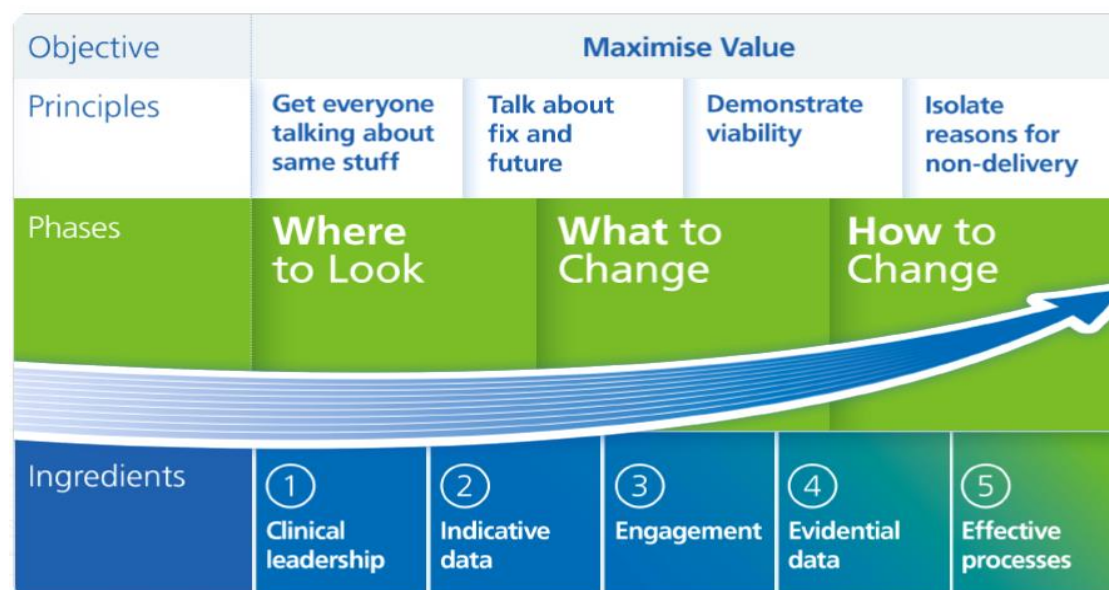 Objective
Maximise Value
Principles
Get everyone
talking about
same stuff
Talk about
fix and
future
Demonstrate
viability
Isolate
reasons for
non-delivery
Phases
Where
to Look
What to
Change
How to
Change
Ingredients
1
Clinical
leadership
2
Indicative
data
3
Engagement
4
Evidential
data
5
Effective
processes